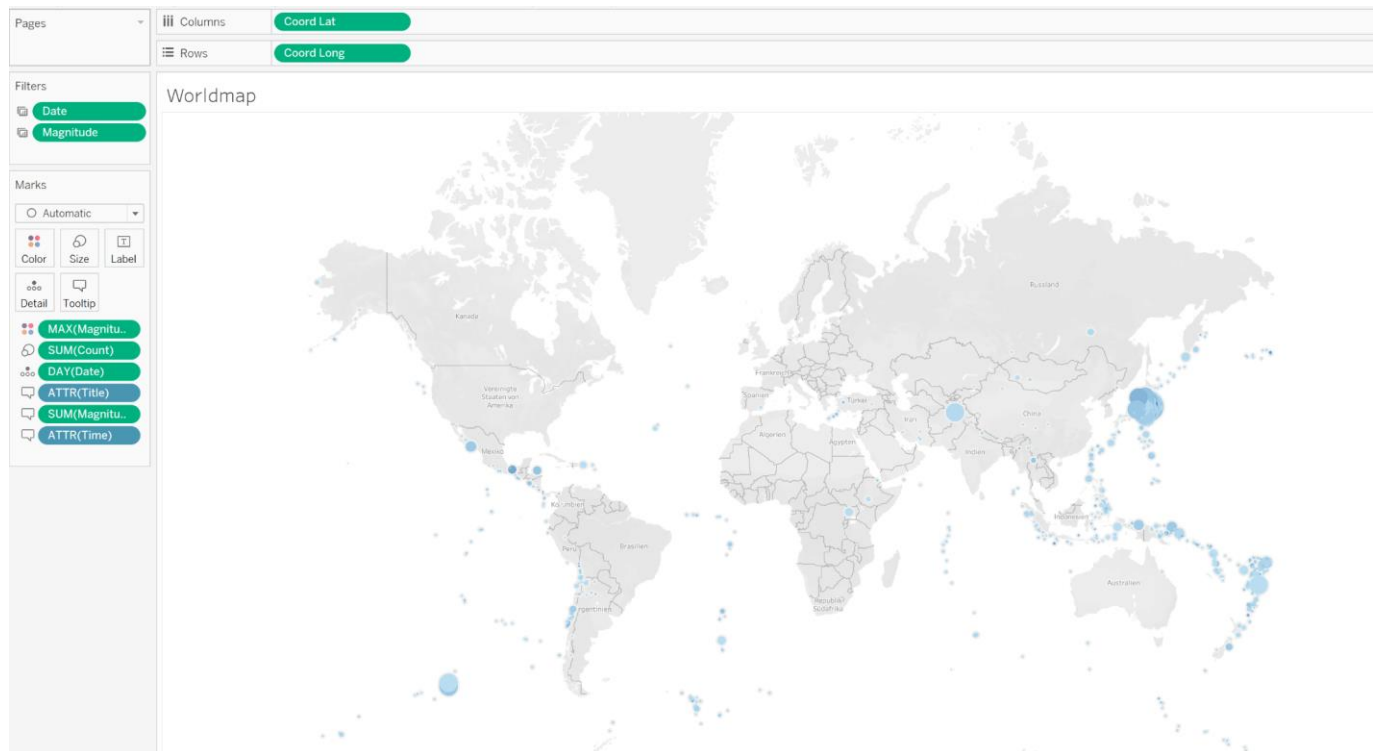 Pages
Columns
Coord Lat
Rows
Coord Long
Filters
Date
Magnitude
Marks
Automatic
Color
Size
Label
Detail
Tooltip
MAX(Magnitu..
SUM(Count)
DAY(Date)
ATTR(Title)
SUM(Magnitu..
ATTR(Time)
Worldmap
Russland
Kanada
Vereinigte
Staaten von
Amerika
Frankreich
Spanien
Türkei
Iran
China
Algerien
Ägypten
Indien
Mexiko
Peru
Brasilien
Indonesien
Australien
Argentinien
Republik
Südafrika